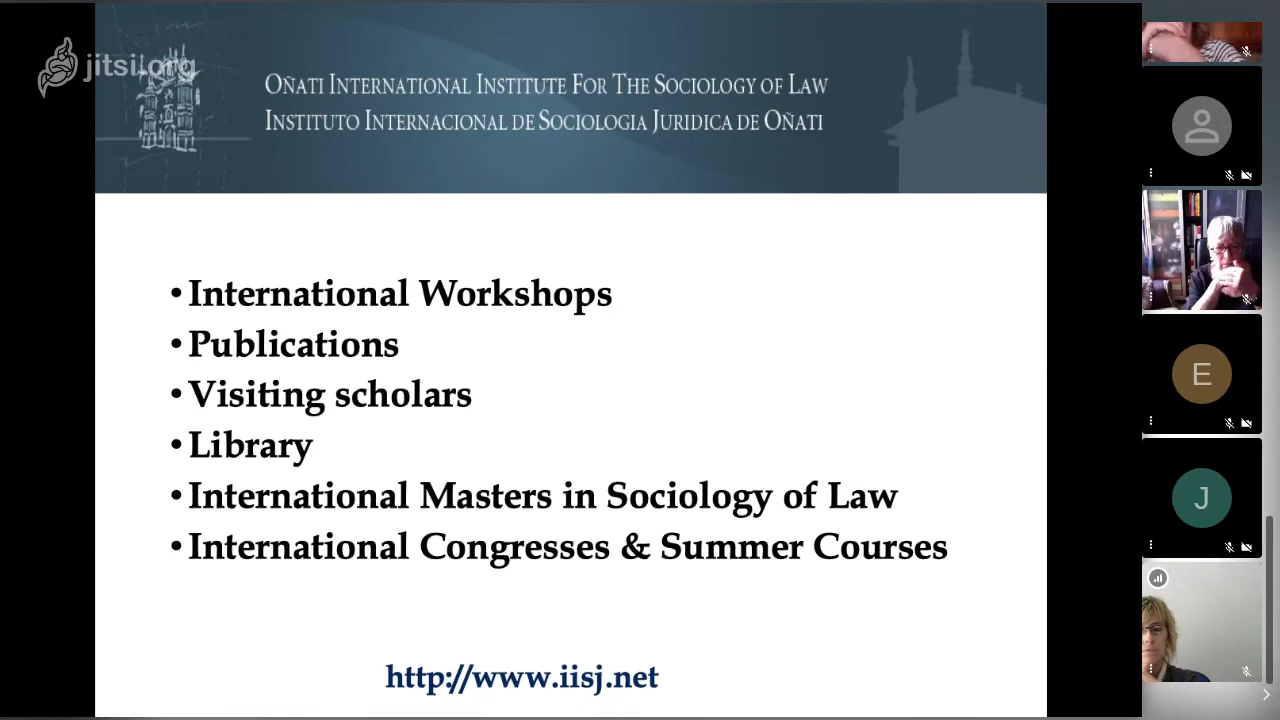 jitsi.org
OÑATI INTERNATIONAL INSTITUTE FOR THE SOCIOLOGY OF LAW
INSTITUTO INTERNACIONAL DE SOCIOLOGIA JURIDICA DE OÑATI
• International Workshops
• Publications
• Visiting scholars
• Library
• International Masters in Sociology of Law
• International Congresses & Summer Courses
http://www.iisj.net
E
J